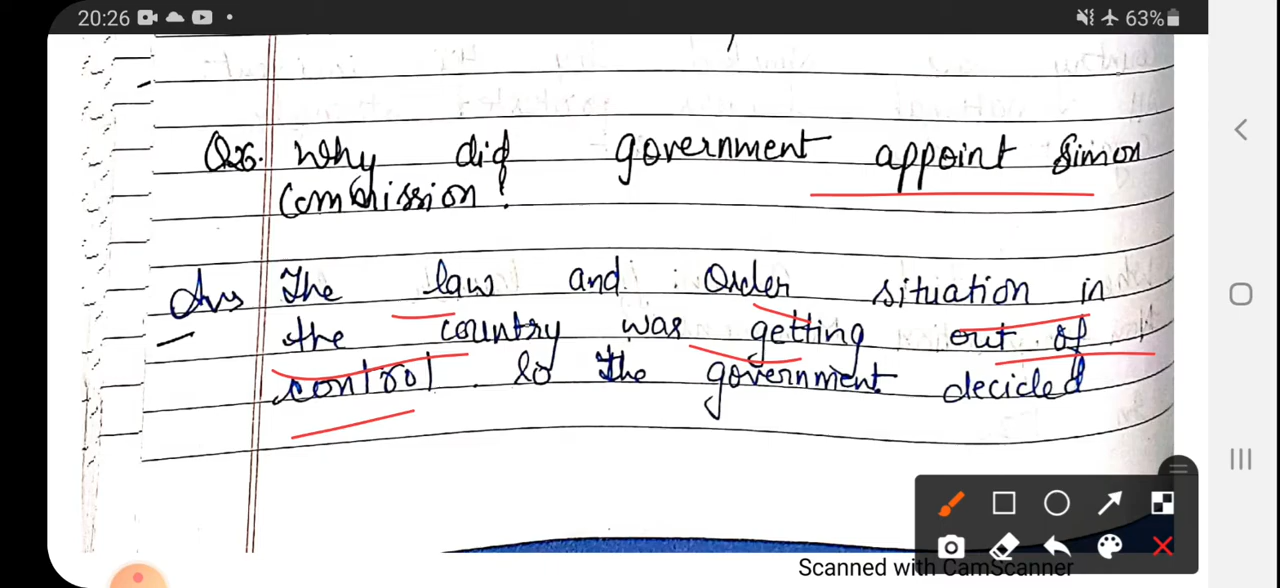 20:26
63%
Q26. Why did government appoint Simon
Commission?
Ans The law and order situation in
the country was getting out of
control. So the government decided
Scanned with CamScanner